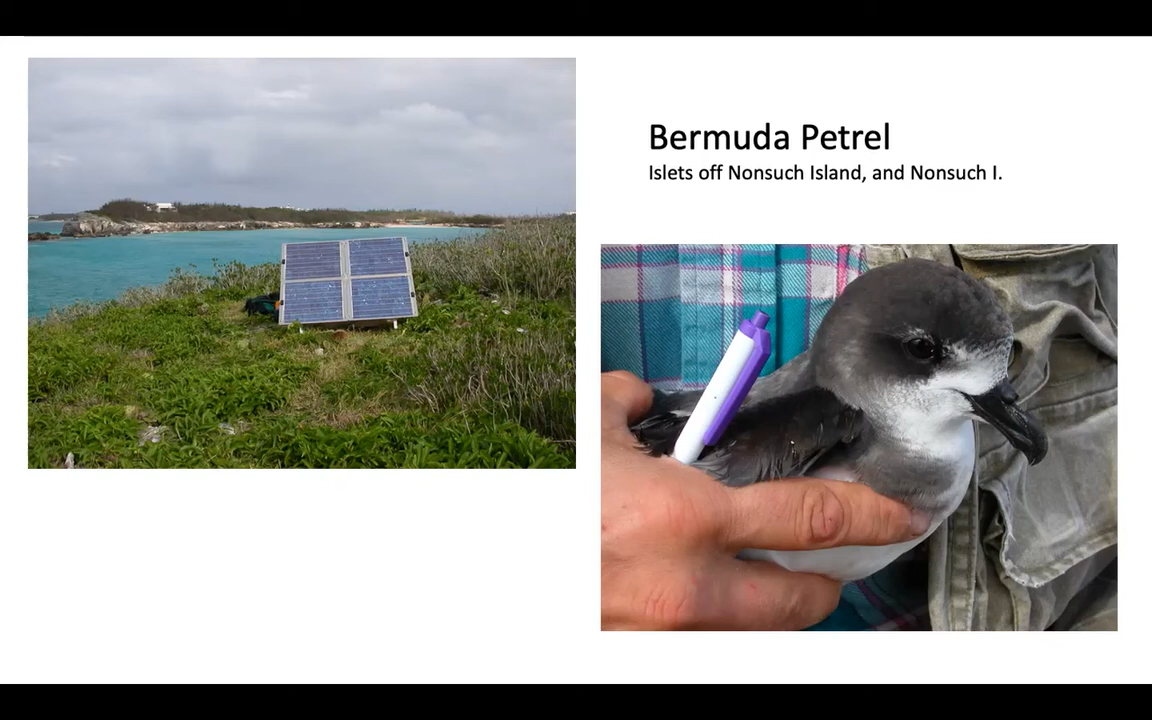 Bermuda Petrel
Islets off Nonsuch Island, and Nonsuch I.